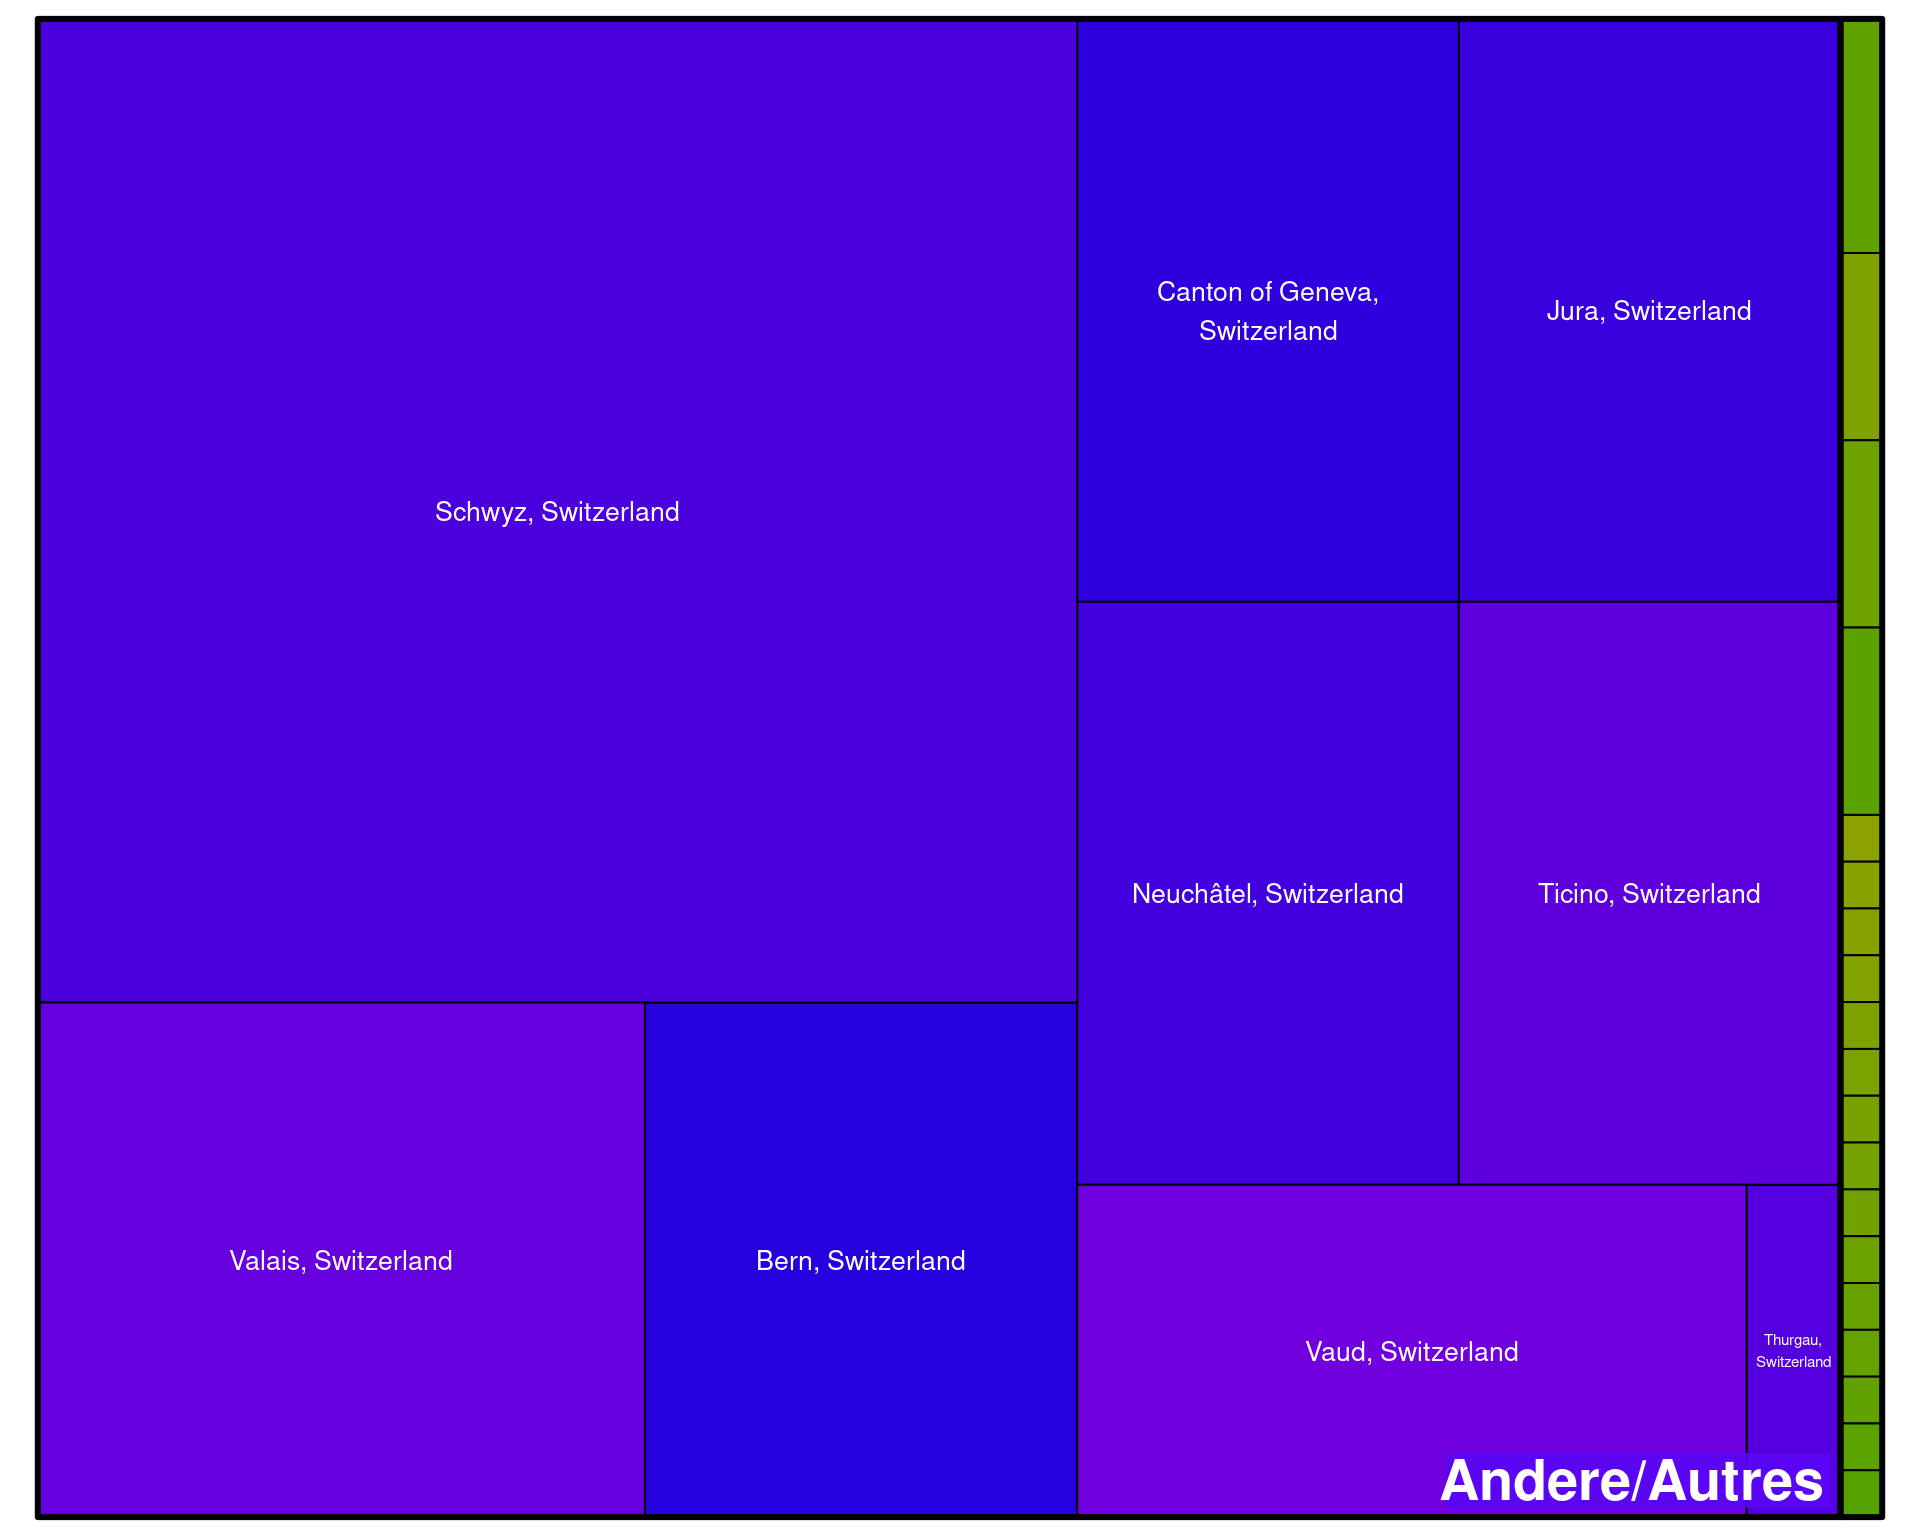 Schwyz, Switzerland
Canton of Geneva,
Switzerland
Jura, Switzerland
Neuchâtel, Switzerland
Ticino, Switzerland
Valais, Switzerland
Bern, Switzerland
Vaud, Switzerland
Thurgau,
Switzerland
Andere/Autres